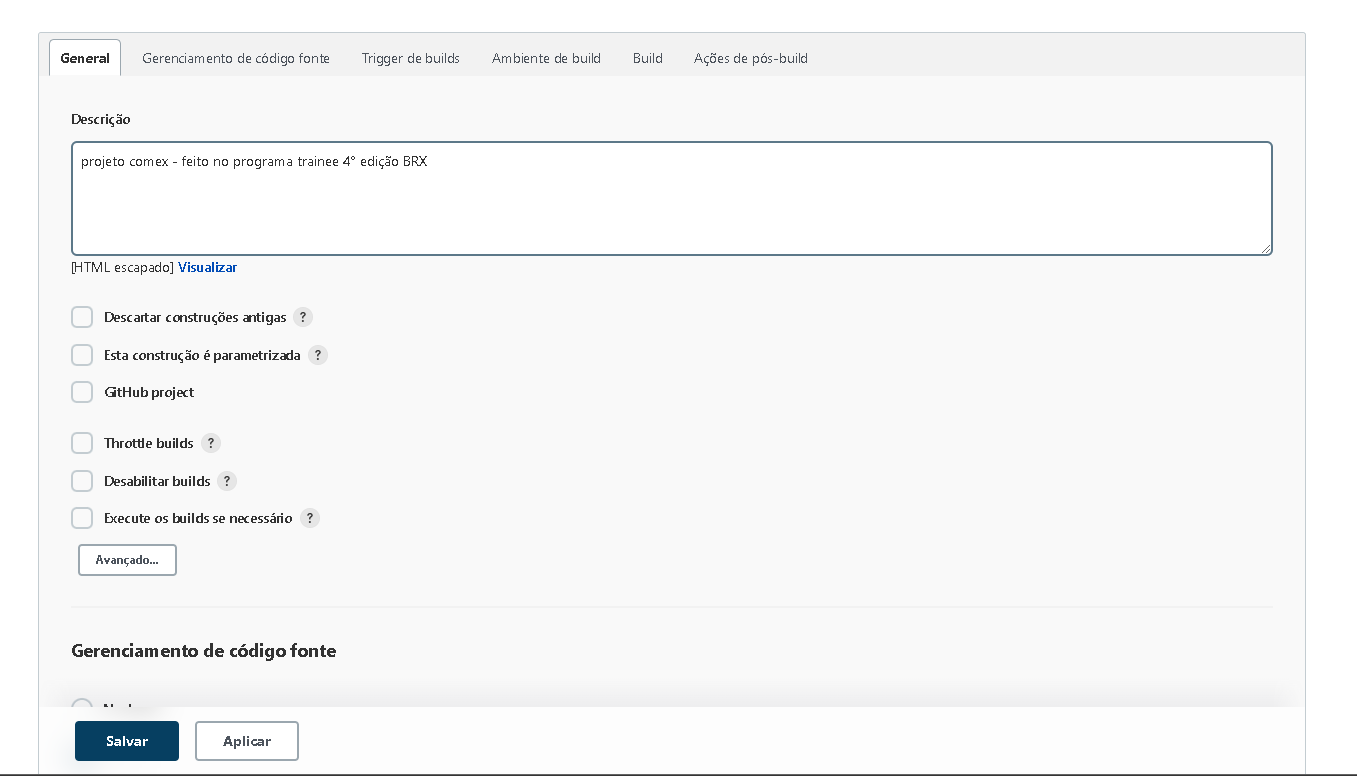 General Gerenciamento de código fonte Trigger de builds Ambiente de build Build Ações de pós-build
Descrição
projeto comex - feito no programa trainee 4° edição BRX
[HTML escapado] Visualizar
Descartar construções antigas ?
Esta construção é parametrizada ?
GitHub project
Throttle builds ?
Desabilitar builds ?
Execute os builds se necessário ?
Avançado...
Gerenciamento de código fonte
Salvar Aplicar